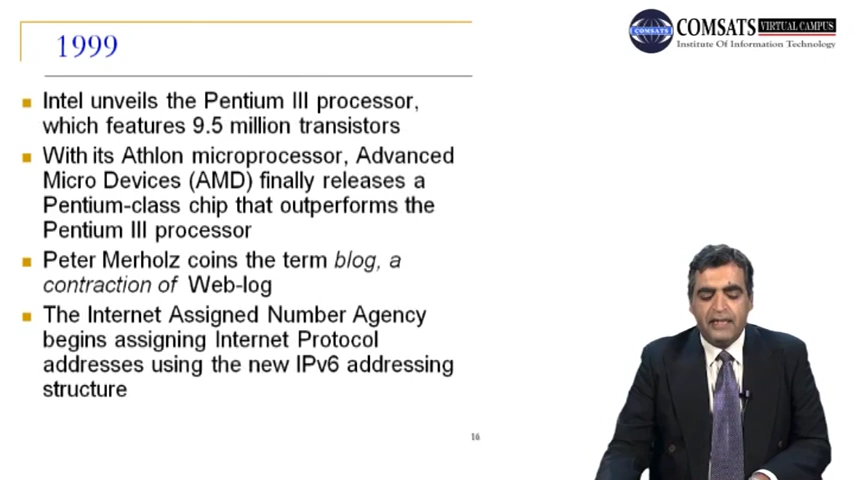 1999
Intel unveils the Pentium III processor,
which features 9.5 million transistors
With its Athlon microprocessor, Advanced
Micro Devices (AMD) finally releases a
Pentium-class chip that outperforms the
Pentium III processor
Peter Merholz coins the term blog, a
contraction of Web-log
The Internet Assigned Number Agency
begins assigning Internet Protocol
addresses using the new IPv6 addressing
structure
16
COMSATS
COMSATS VIRTUAL CAMPUS
Institute Of Information Technology